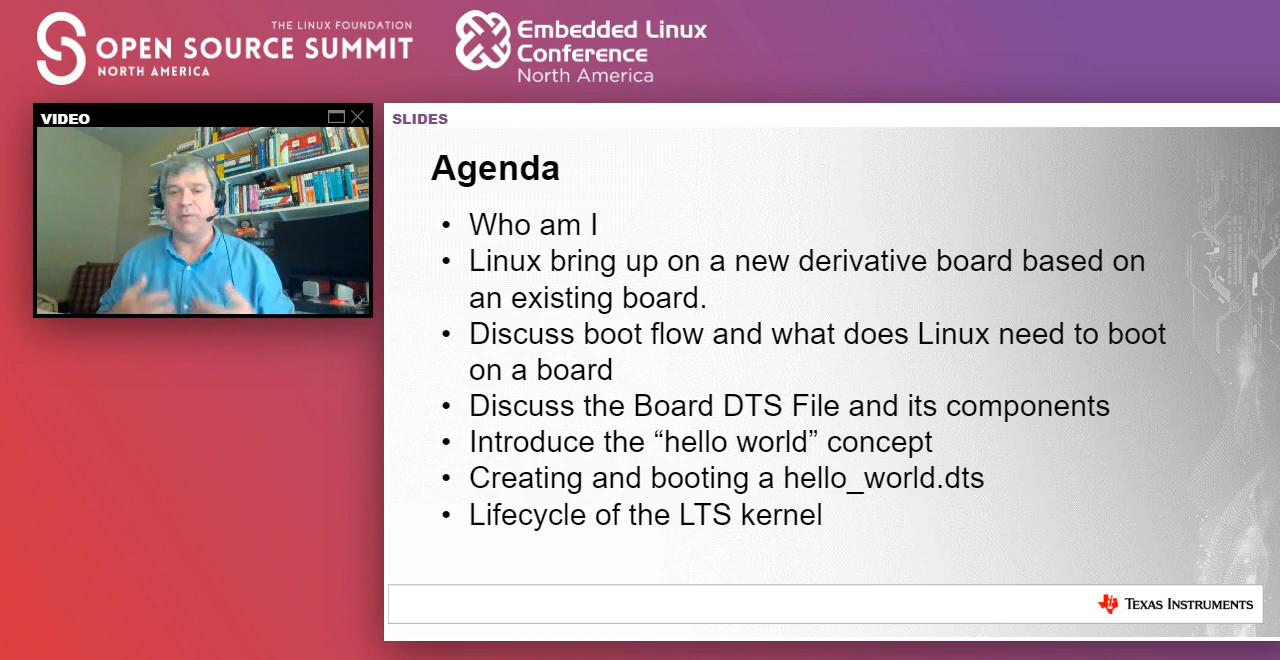 THE LINUX FOUNDATION
OPEN SOURCE SUMMIT
NORTH AMERICA
Embedded Linux
Conference
North America
VIDEO
SLIDES
Agenda
• Who am I
• Linux bring up on a new derivative board based on
an existing board.
• Discuss boot flow and what does Linux need to boot
on a board
• Discuss the Board DTS File and its components
• Introduce the “hello world” concept
• Creating and booting a hello_world.dts
• Lifecycle of the LTS kernel
TEXAS INSTRUMENTS